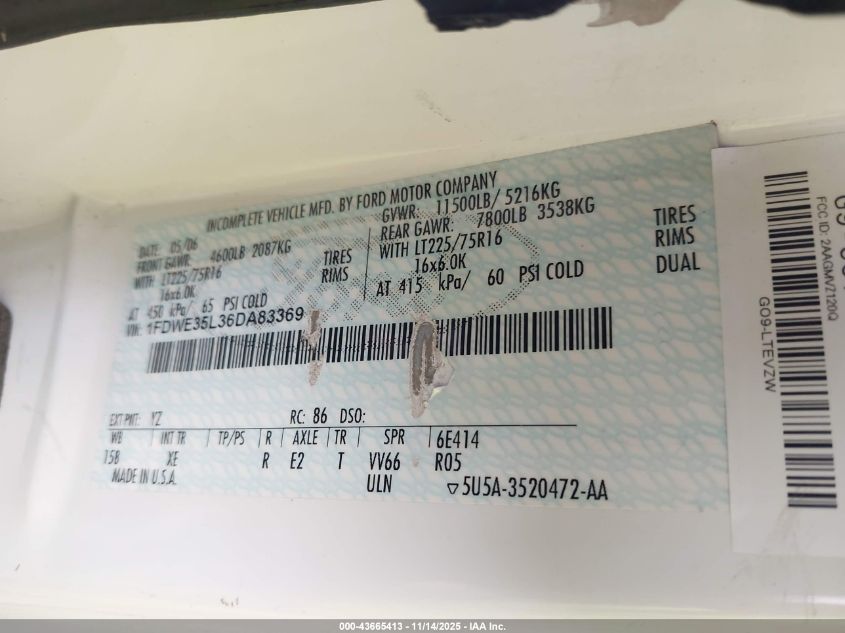 INCOMPLETE VEHICLE MFD. BY FORD MOTOR COMPANY
DATE: 05/06 GVWR: 11500LB/ 5216KG
FRONT GAWR: 4600LB 2087KG REAR GAWR: 7800LB 3538KG
WITH LT225/75R16 TIRES WITH LT225/75R16 TIRES
16x6.0K RIMS 16x6.0K RIMS
AT 450 kPa/ 65 PSI COLD AT 415 kPa/ 60 PSI COLD DUAL
VIN: 1FDWE35L36DA83369
EXT PNT: YZ RC: 86 DSO:
WB INT TR TP/PS R AXLE TR SPR 6E414
158 XE R E2 T VV66 R05
MADE IN U.S.A. ULN ▽5U5A-3520472-AA
FCC ID: 2AAGMVZ120Q
GO9-LTEVZW
000-43665413 - 11/14/2025 - IAA Inc.